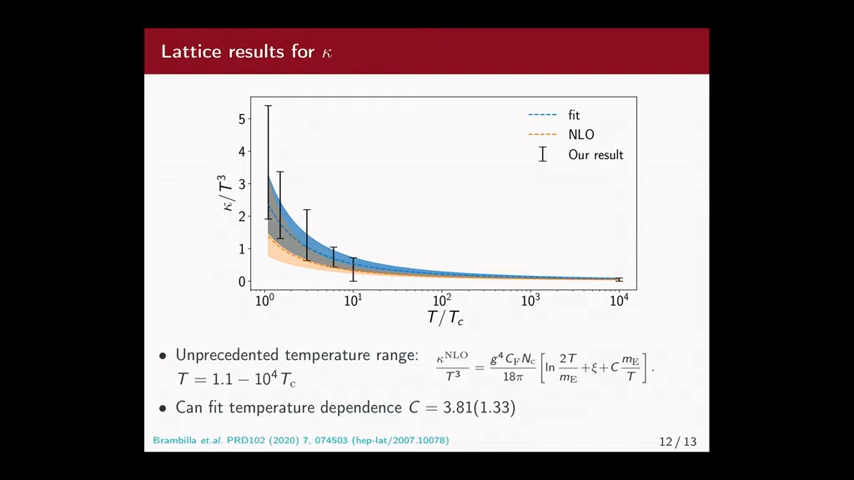 Lattice results for κ
fit
NLO
Our result
5
4
3
2
1
0
κ/T³
10⁰ 10¹ 10² 10³ 10⁴
T/T_c
• Unprecedented temperature range:
T = 1.1 − 10⁴ T_c
κ^NLO / T³ = g⁴ C_F N_c / 18π [ ln 2T / m_E + ξ + C m_E / T ] .
• Can fit temperature dependence C = 3.81(1.33)
Brambilla et.al. PRD102 (2020) 7, 074503 (hep-lat/2007.10078)
12 / 13